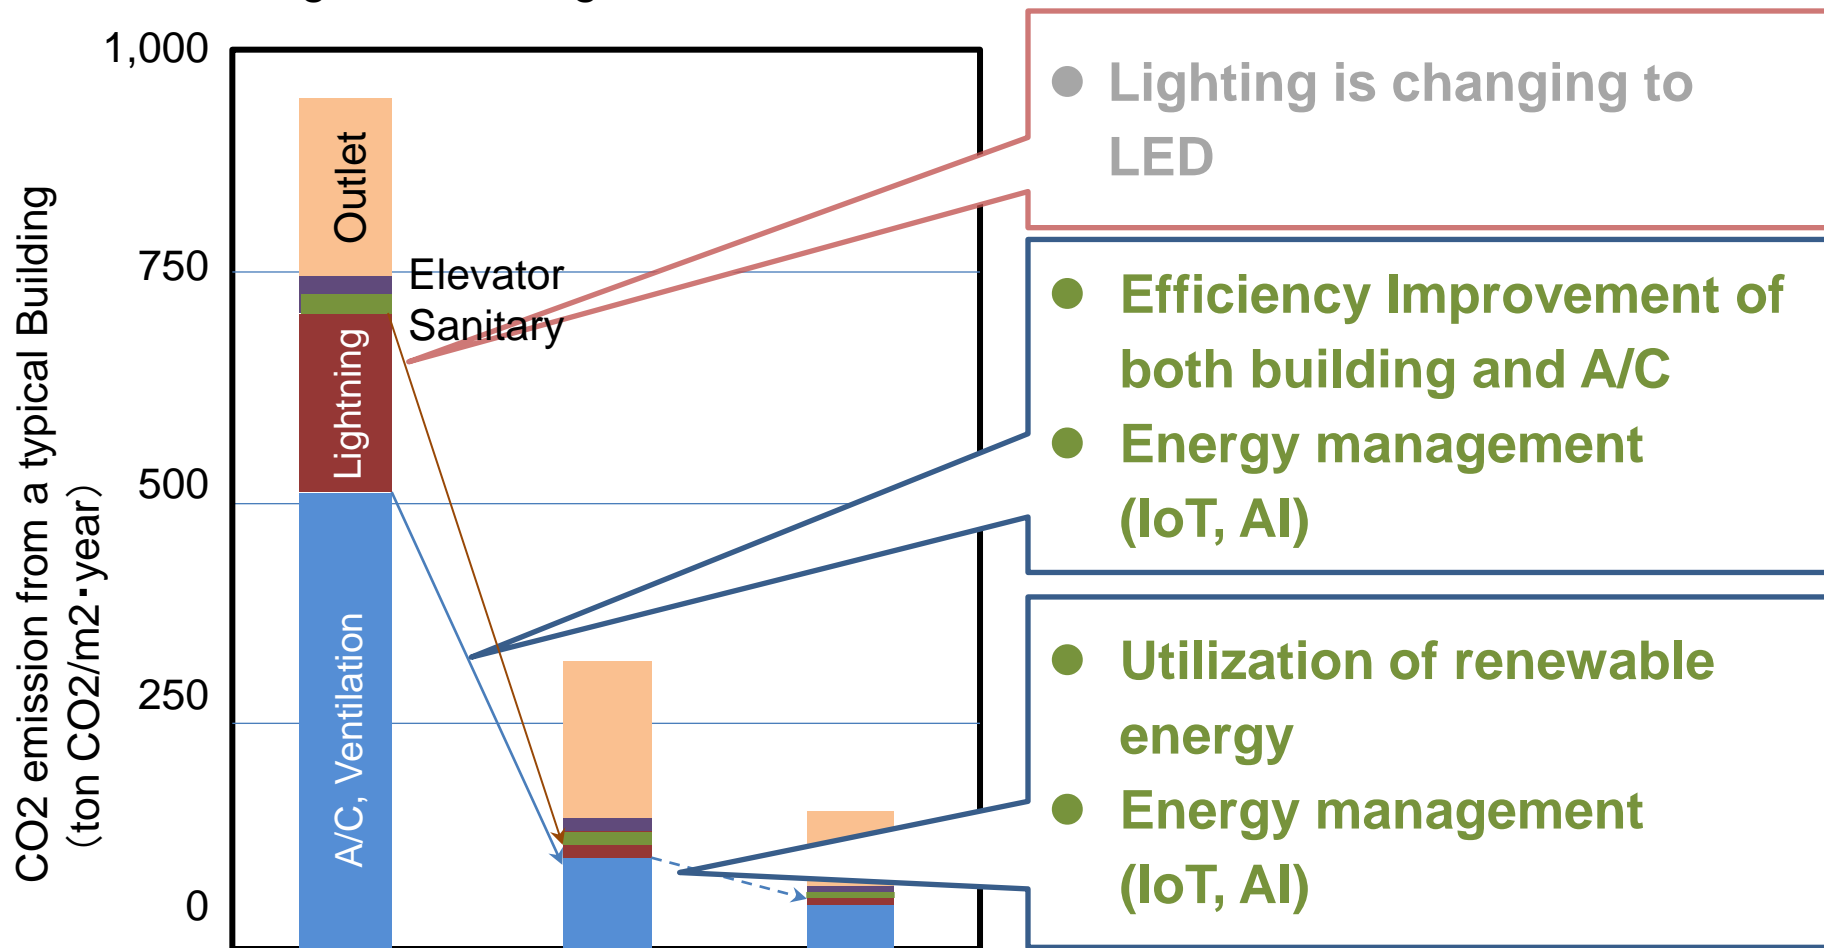 1,000
750
500
250
0
CO2 emission from a typical Building
（ton CO2/m2･year）
Outlet
Elevator
Sanitary
Lightning
A/C, Ventilation
● Lighting is changing to
LED
● Efficiency Improvement of
both building and A/C
● Energy management
(IoT, AI)
● Utilization of renewable
energy
● Energy management
(IoT, AI)